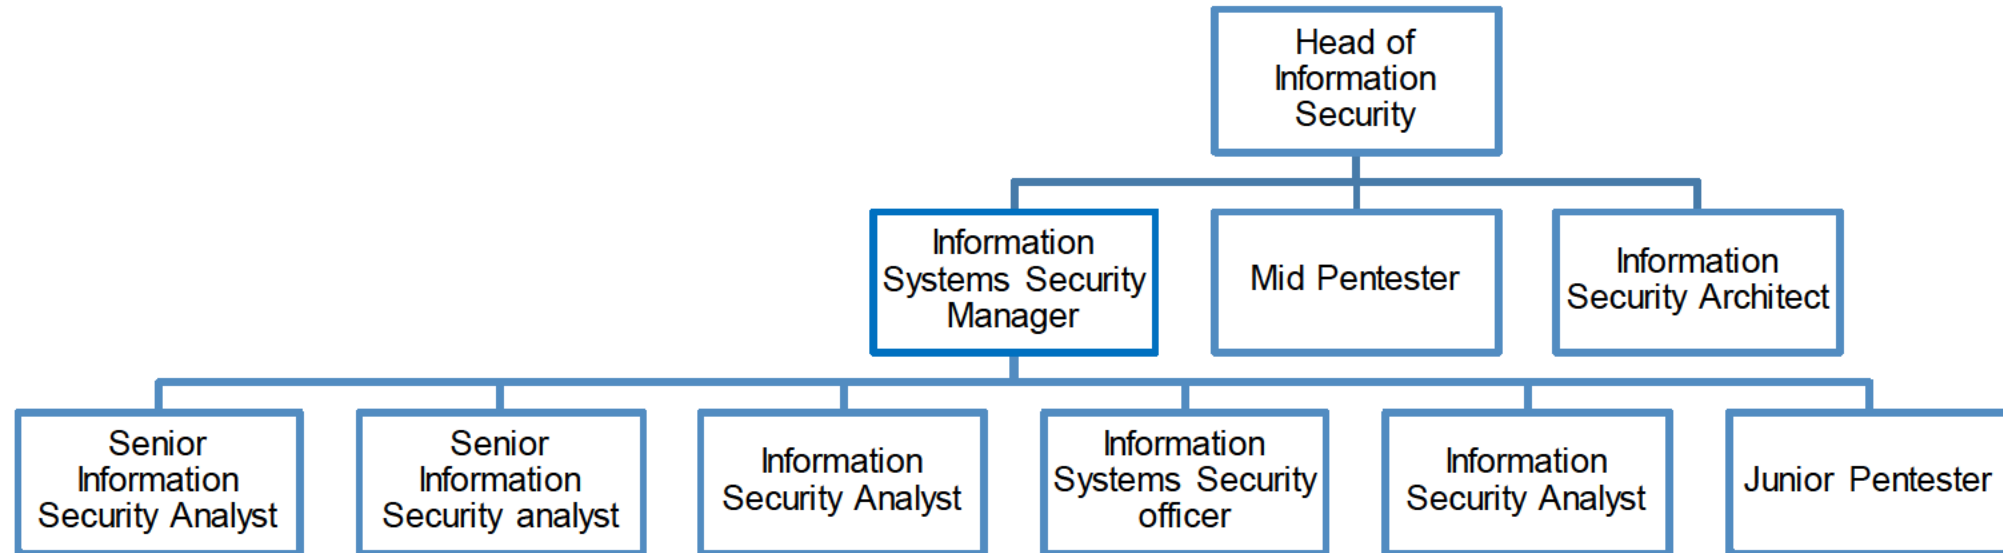 Head of
Information
Security
Information
Systems Security
Manager
Mid Pentester
Information
Security Architect
Senior
Information
Security Analyst
Senior
Information
Security analyst
Information
Security Analyst
Information
Systems Security
officer
Information
Security Analyst
Junior Pentester